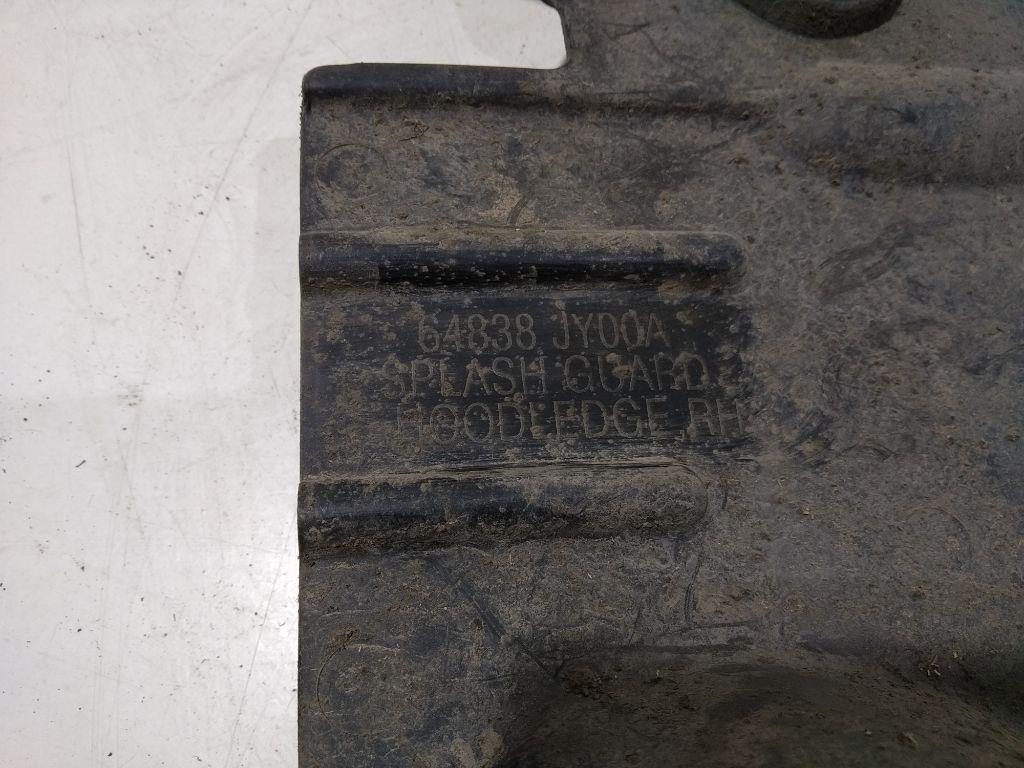 64838 JY00A
SPLASH GUARD
HOODLEDGE,RH